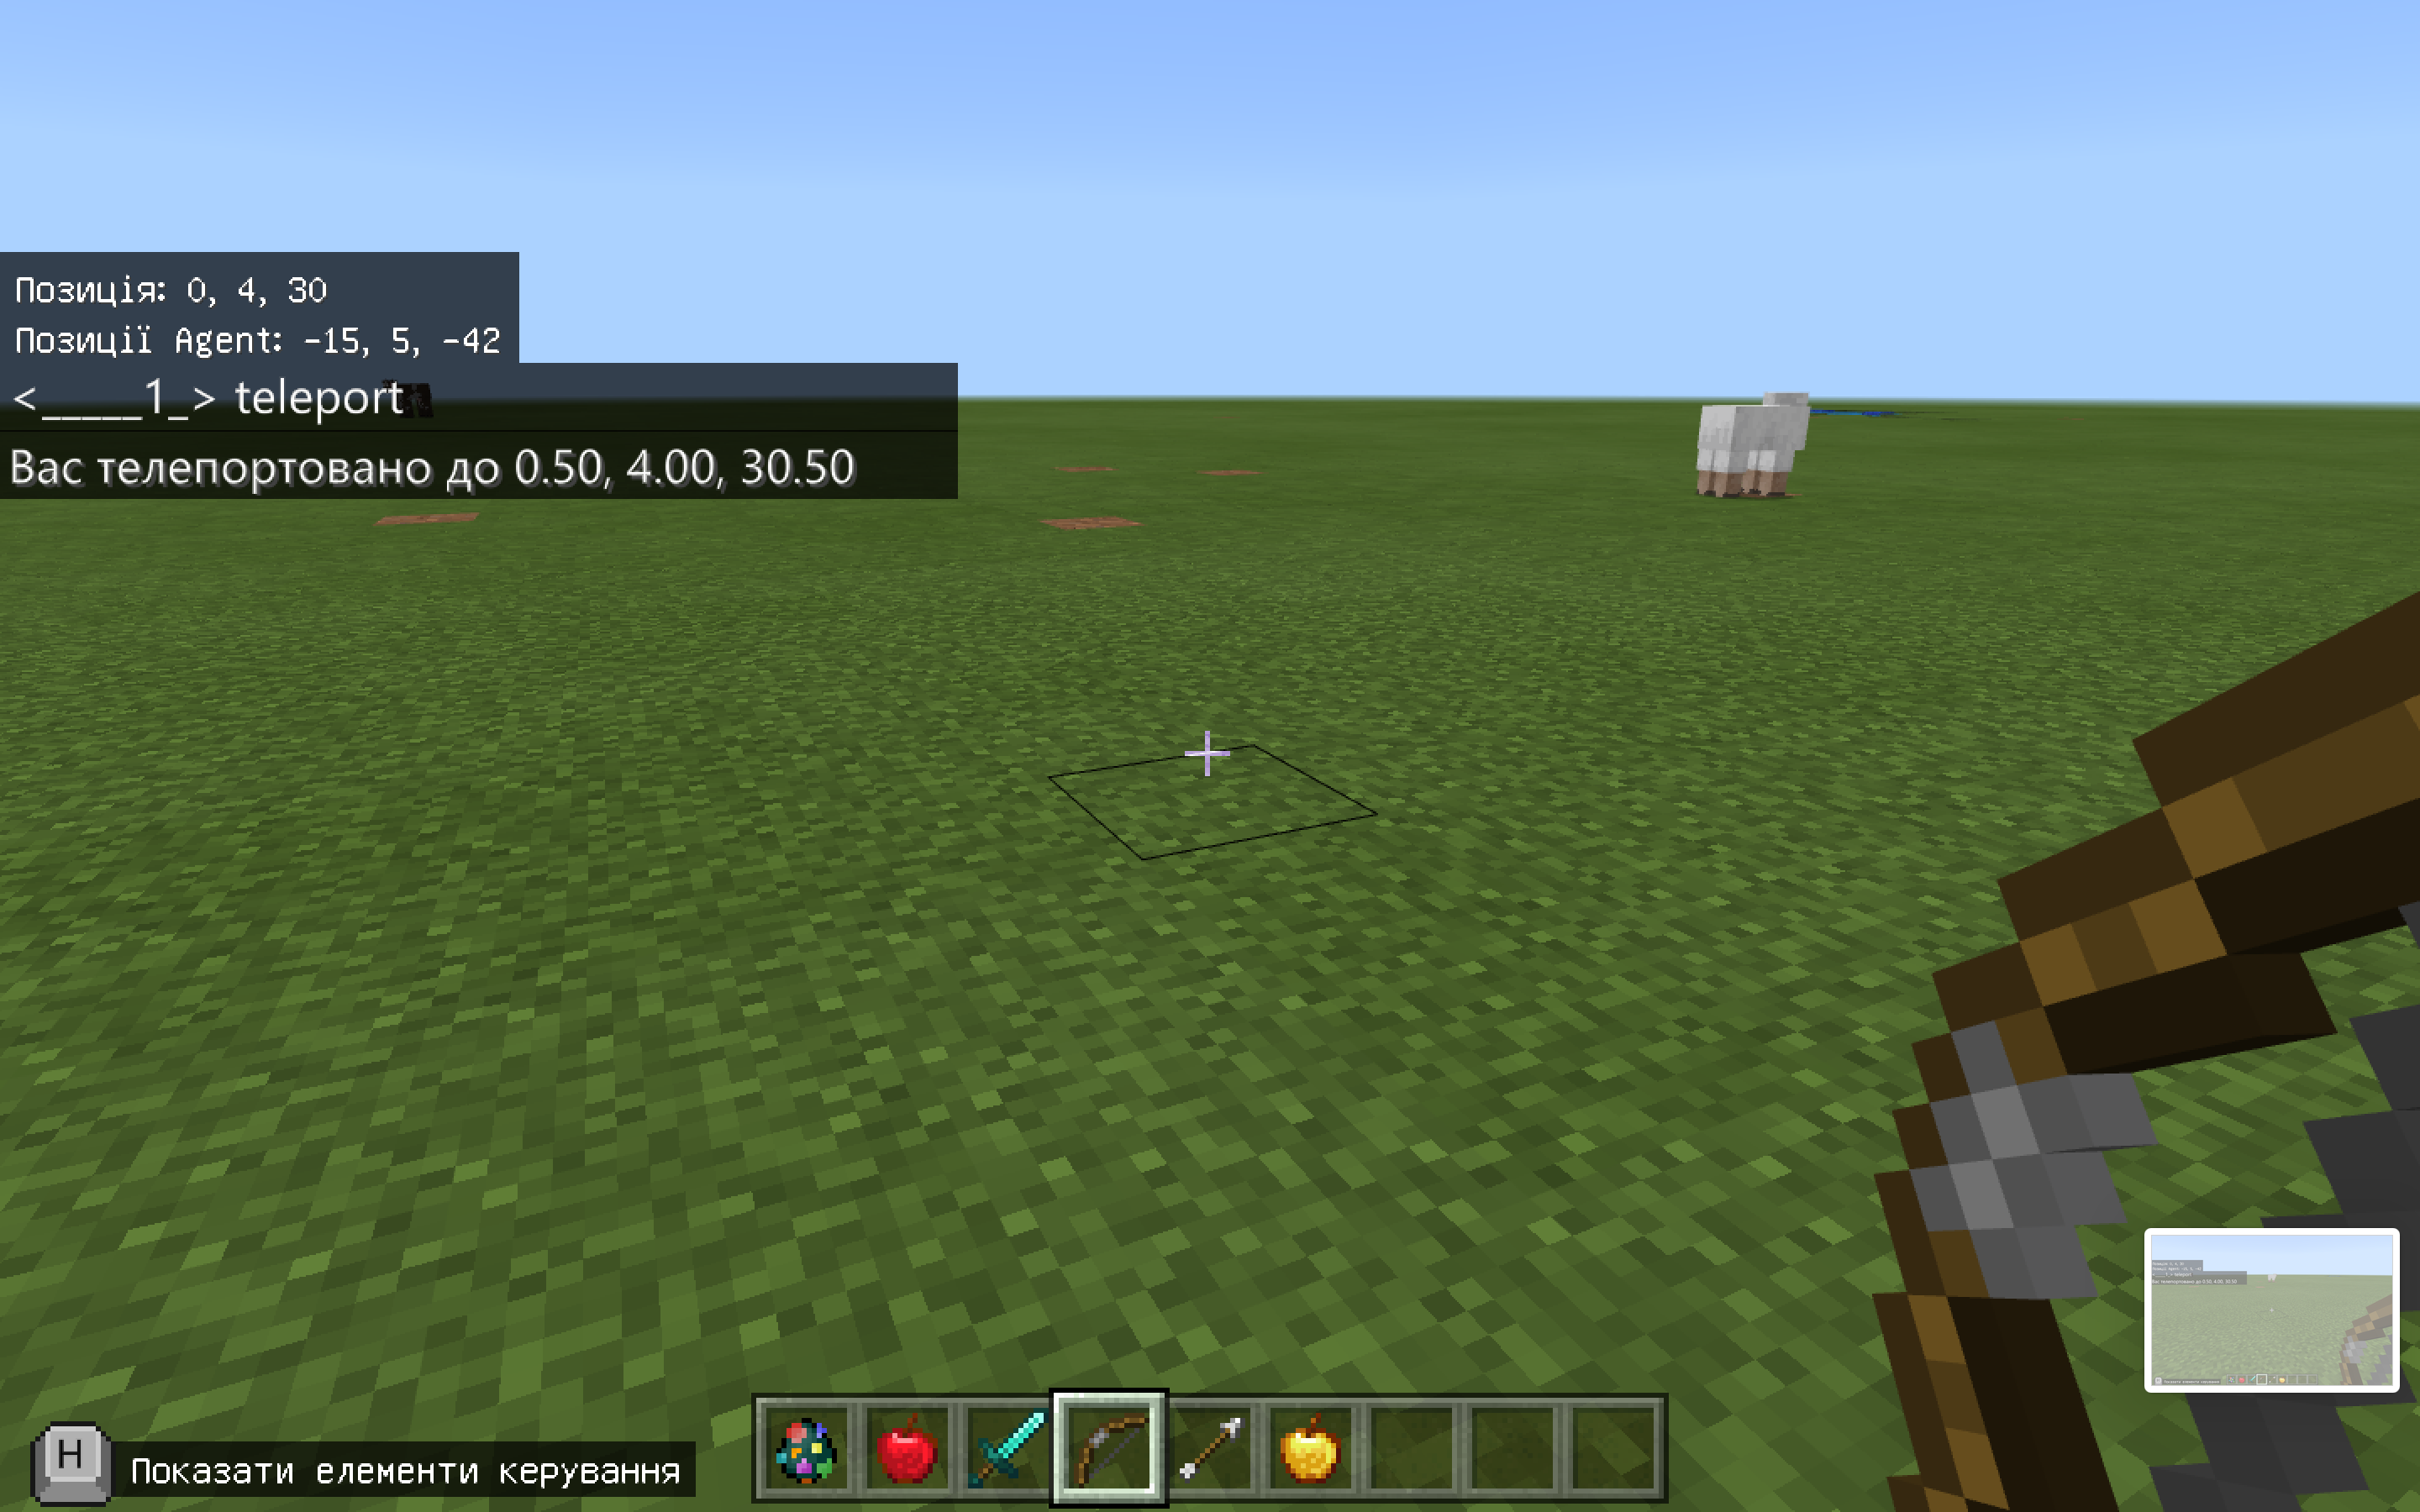 Позиція: 0, 4, 30
Позиції Agent: -15, 5, -42
<_____1_> teleport
Вас телепортовано до 0.50, 4.00, 30.50
H
Показати елементи керування